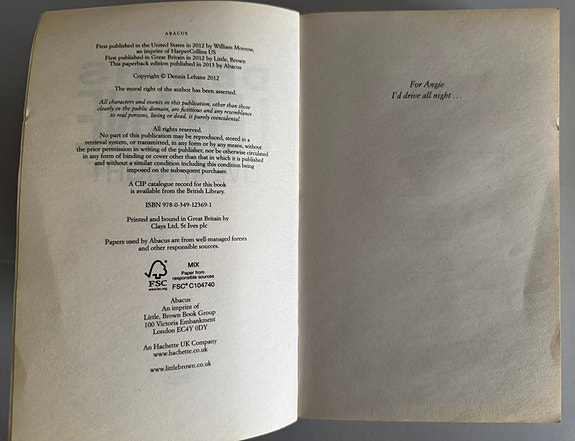 ABACUS
First published in the United States in 2012 by William Morrow,
an imprint of HarperCollins US
First published in Great Britain in 2012 by Little, Brown
This paperback edition published in 2013 by Abacus
Copyright © Dennis Lehane 2012
The moral right of the author has been asserted.
All characters and events in this publication, other than those
clearly in the public domain, are fictitious and any resemblance
to real persons, living or dead, is purely coincidental.
All rights reserved.
No part of this publication may be reproduced, stored in a
retrieval system, or transmitted, in any form or by any means, without
the prior permission in writing of the publisher, nor be otherwise circulated
in any form of binding or cover other than that in which it is published
and without a similar condition including this condition being
imposed on the subsequent purchaser.
A CIP catalogue record for this book
is available from the British Library.
ISBN 978-0-349-12369-1
Printed and bound in Great Britain by
Clays Ltd, St Ives plc
Papers used by Abacus are from well-managed forests
and other responsible sources.
FSC
www.fsc.org
MIX
Paper from
responsible sources
FSC® C104740
Abacus
An imprint of
Little, Brown Book Group
100 Victoria Embankment
London EC4Y 0DY
An Hachette UK Company
www.hachette.co.uk
www.littlebrown.co.uk
For Angie
I'd drive all night . . .